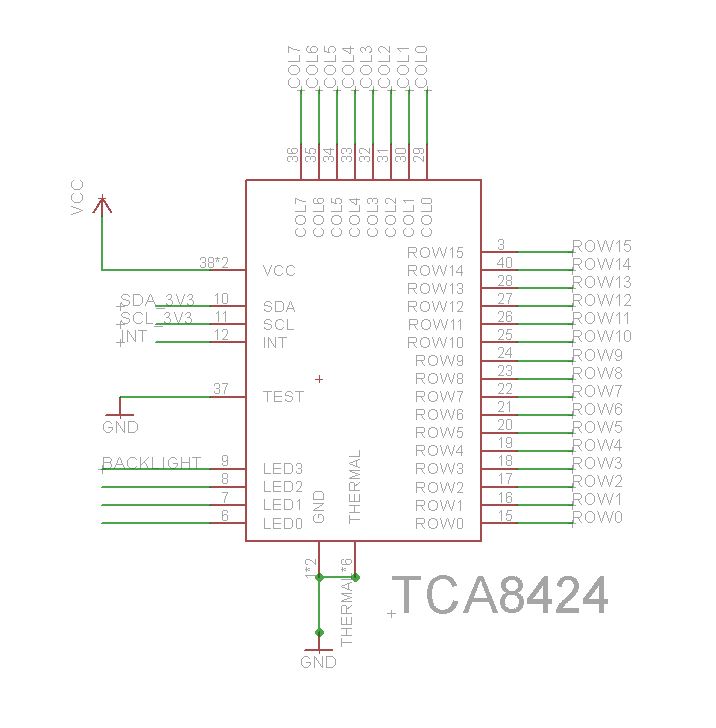 COL7 COL6 COL5 COL4 COL3 COL2 COL1 COL0
36 35 34 33 32 31 30 29
COL7 COL6 COL5 COL4 COL3 COL2 COL1 COL0
VCC
38*2 VCC
SDA_3V3 10 SDA
SCL_3V3 11 SCL
INT 12 INT
37 TEST
GND
BACKLIGHT 9 LED3
8 LED2
7 LED1
6 LED0
ROW15 3 ROW15
ROW14 40 ROW14
ROW13 28 ROW13
ROW12 27 ROW12
ROW11 26 ROW11
ROW10 25 ROW10
ROW9 24 ROW9
ROW8 23 ROW8
ROW7 22 ROW7
ROW6 21 ROW6
ROW5 20 ROW5
ROW4 19 ROW4
ROW3 18 ROW3
ROW2 17 ROW2
ROW1 16 ROW1
ROW0 15 ROW0
GND THERMAL
1*2 THERMAL*6
GND
TCA8424